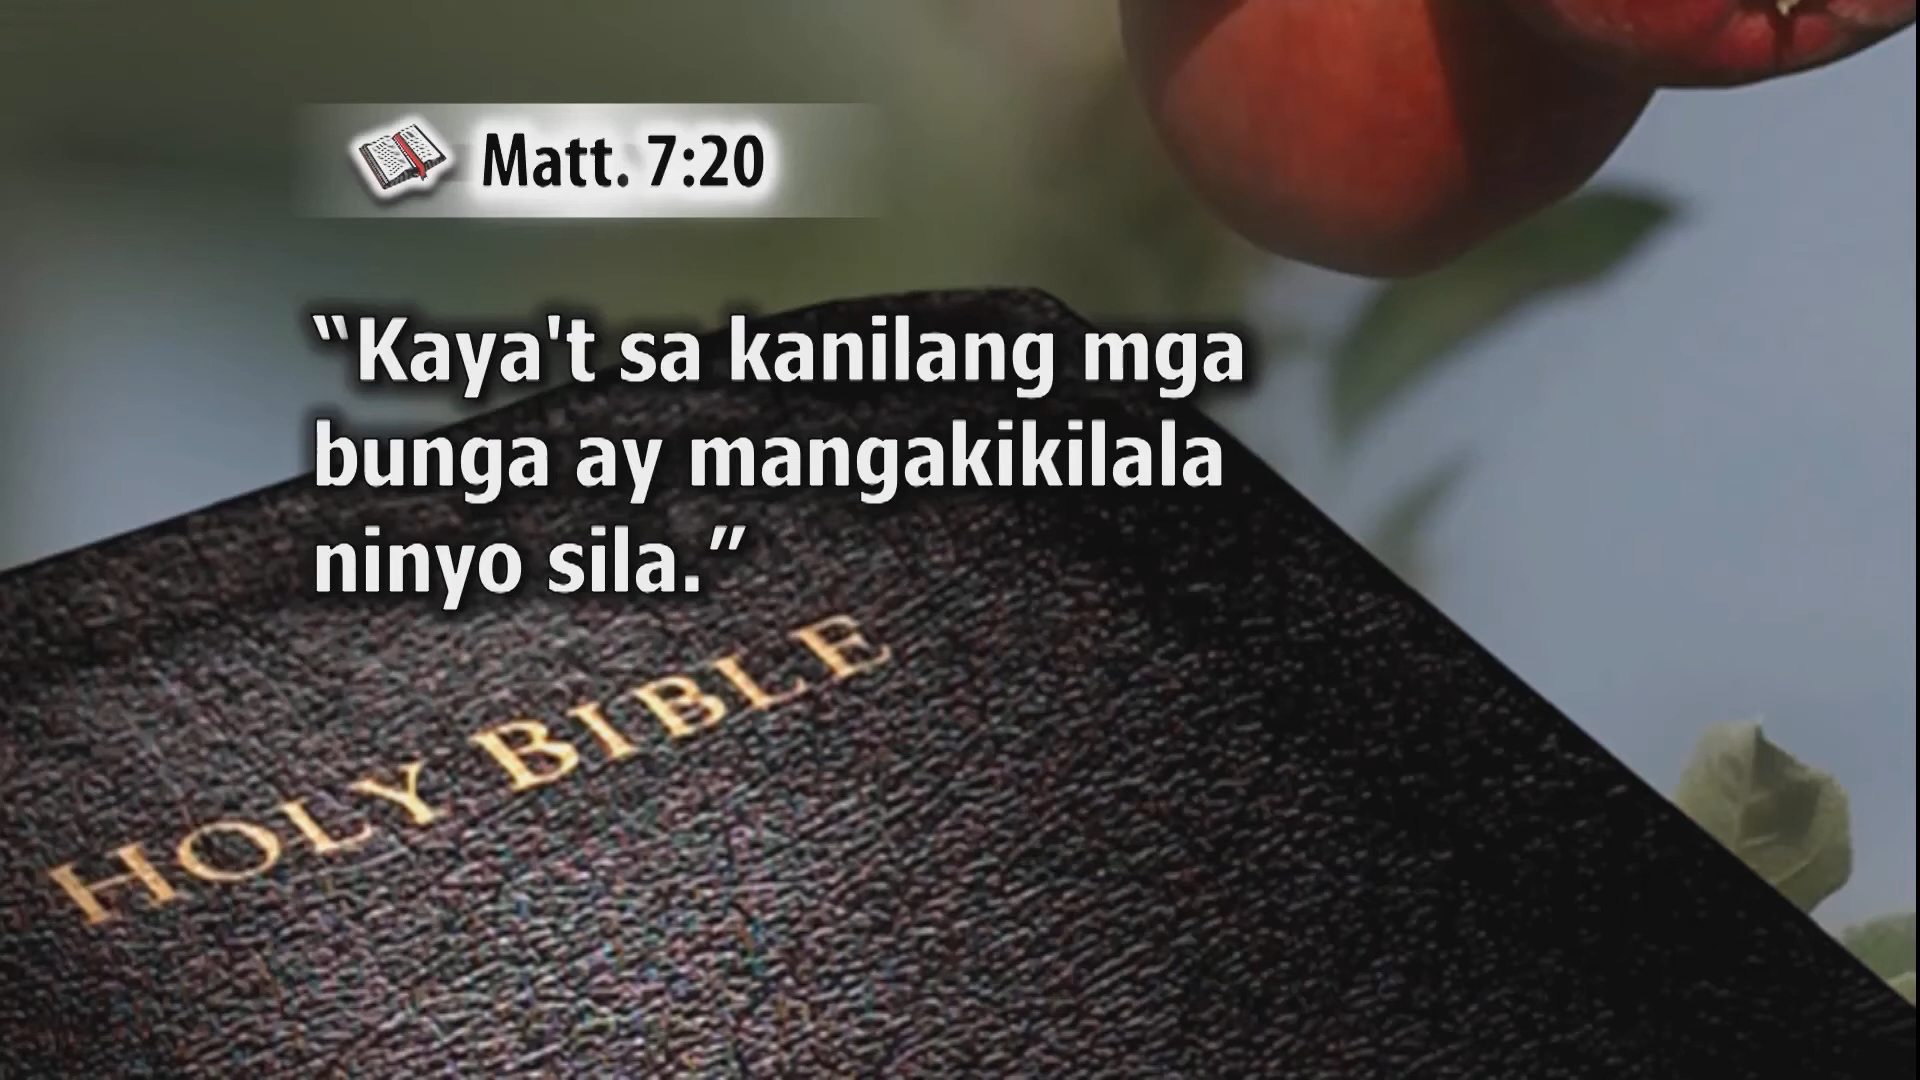 Matt. 7:20
“Kaya't sa kanilang mga
bunga ay mangakikilala
ninyo sila.”
HOLY BIBLE